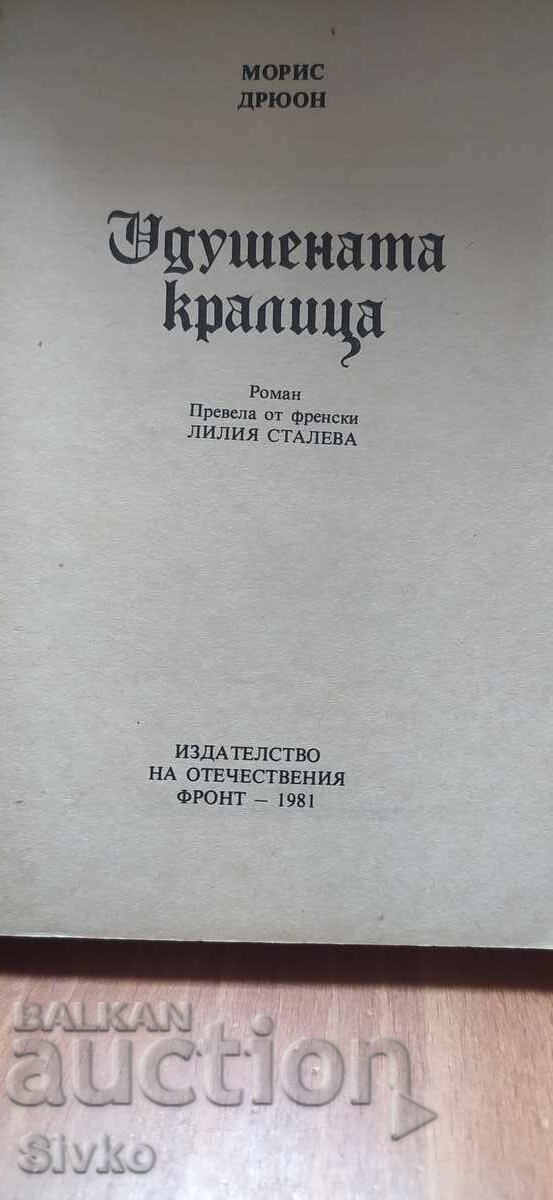 МОРИС
ДРЮОН
Удушената
кралица
Роман
Превела от френски
ЛИЛИЯ СТАЛЕВА
ИЗДАТЕЛСТВО
НА ОТЕЧЕСТВЕНИЯ
ФРОНТ — 1981
BALKAN
auction
Sivko